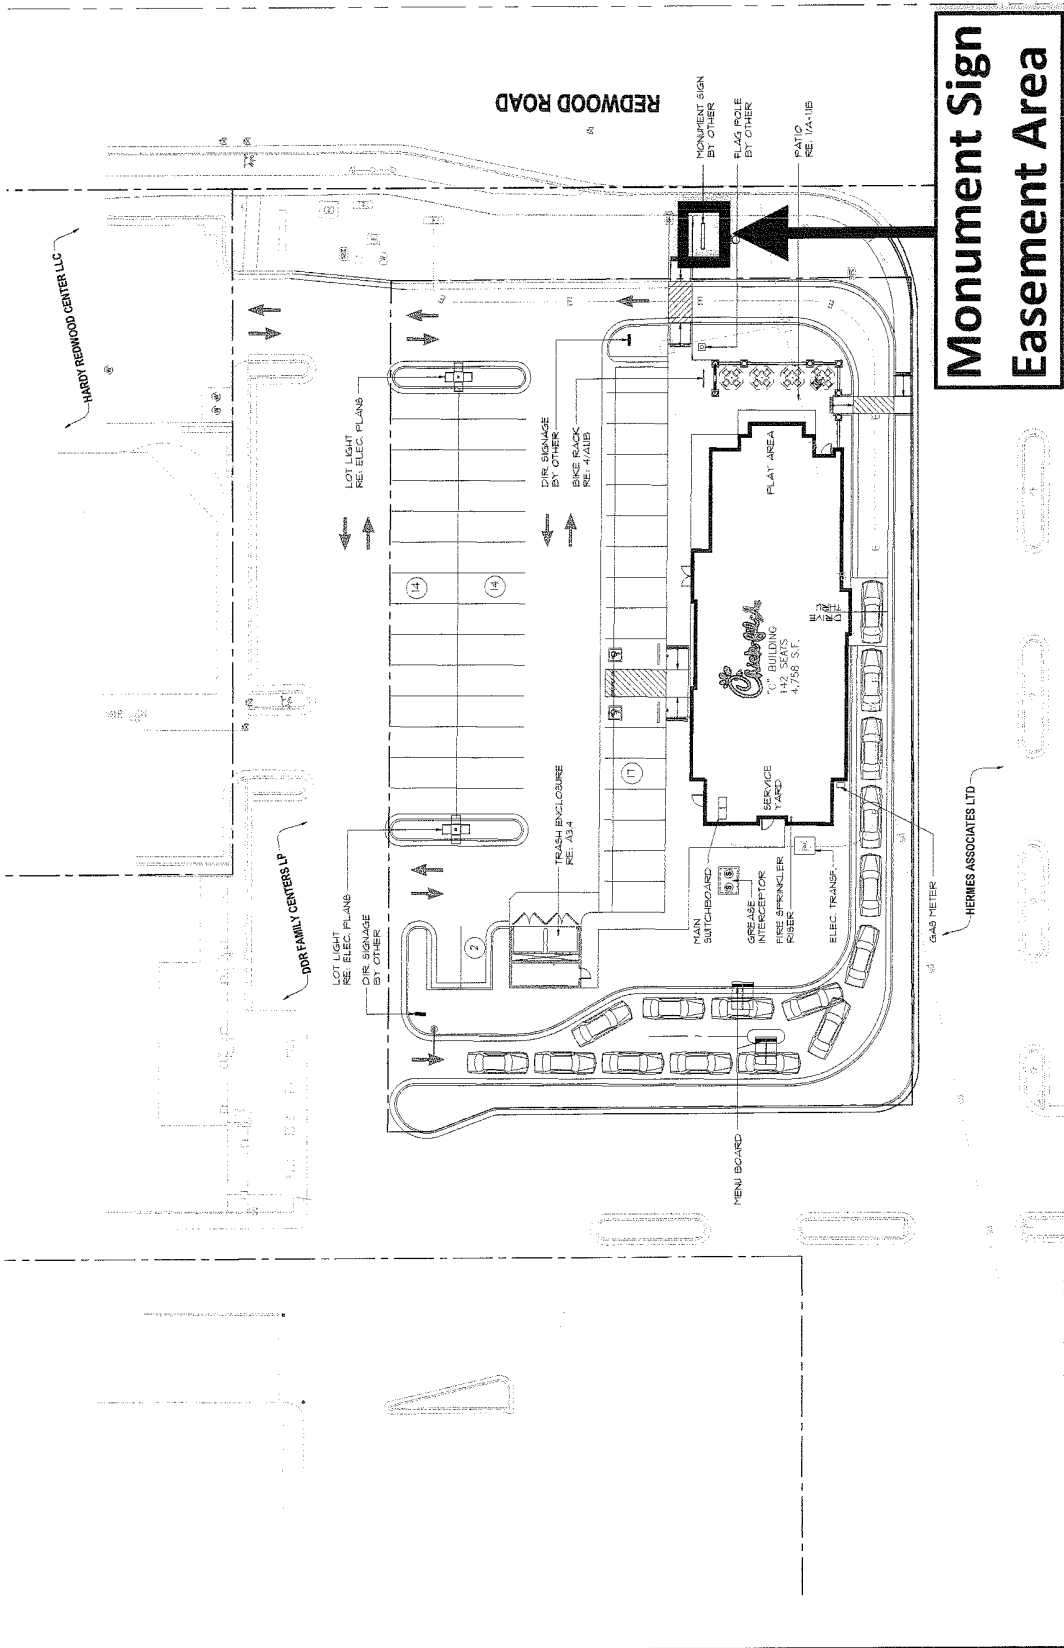 Monument Sign
Easement Area
REDWOOD ROAD
MONUMENT SIGN
BY OTHER
FLAG POLE
BY OTHER
PATIO
RE: 1/A-1.1B
HARDY REDWOOD CENTER LLC
LOT LIGHT
RE: ELEC. PLANS
DIR. SIGNAGE
BY OTHER
BIKE RACK
RE: 4/A1.1B
14
14
PLAY AREA
Chick-fil-A
"C" BUILDING
142 SEATS
4,758 S.F.
17
SERVICE
YARD
TRASH ENCLOSURE
RE: A3.4
DDR FAMILY CENTERS LP
LOT LIGHT
RE: ELEC. PLANS
DIR. SIGNAGE
BY OTHER
2
MAIN
SWITCHBOARD
GREASE
INTERCEPTOR
FIRE SPRINKLER
RISER
ELEC. TRANSF.
GAS METER
HERMES ASSOCIATES LTD
MENU BOARD